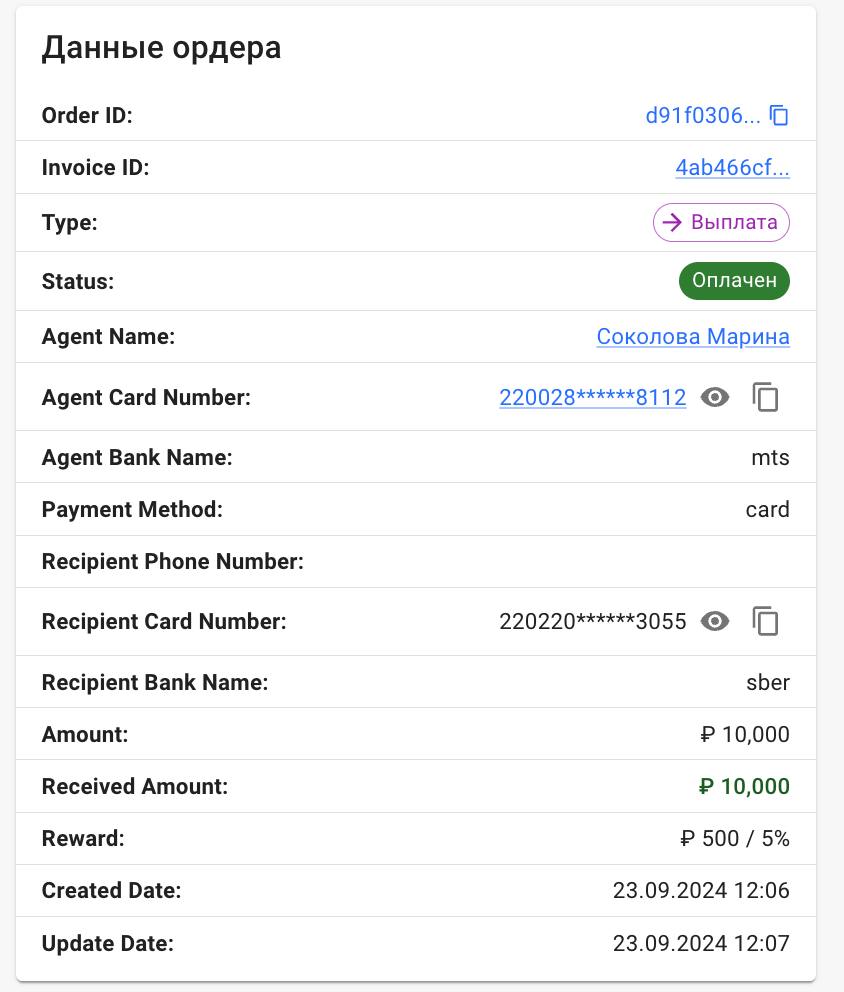 Данные ордера
Order ID: d91f0306...
Invoice ID: 4ab466cf...
Type: Выплата
Status: Оплачен
Agent Name: Соколова Марина
Agent Card Number: 220028******8112
Agent Bank Name: mts
Payment Method: card
Recipient Phone Number:
Recipient Card Number: 220220******3055
Recipient Bank Name: sber
Amount: ₽ 10,000
Received Amount: ₽ 10,000
Reward: ₽ 500 / 5%
Created Date: 23.09.2024 12:06
Update Date: 23.09.2024 12:07